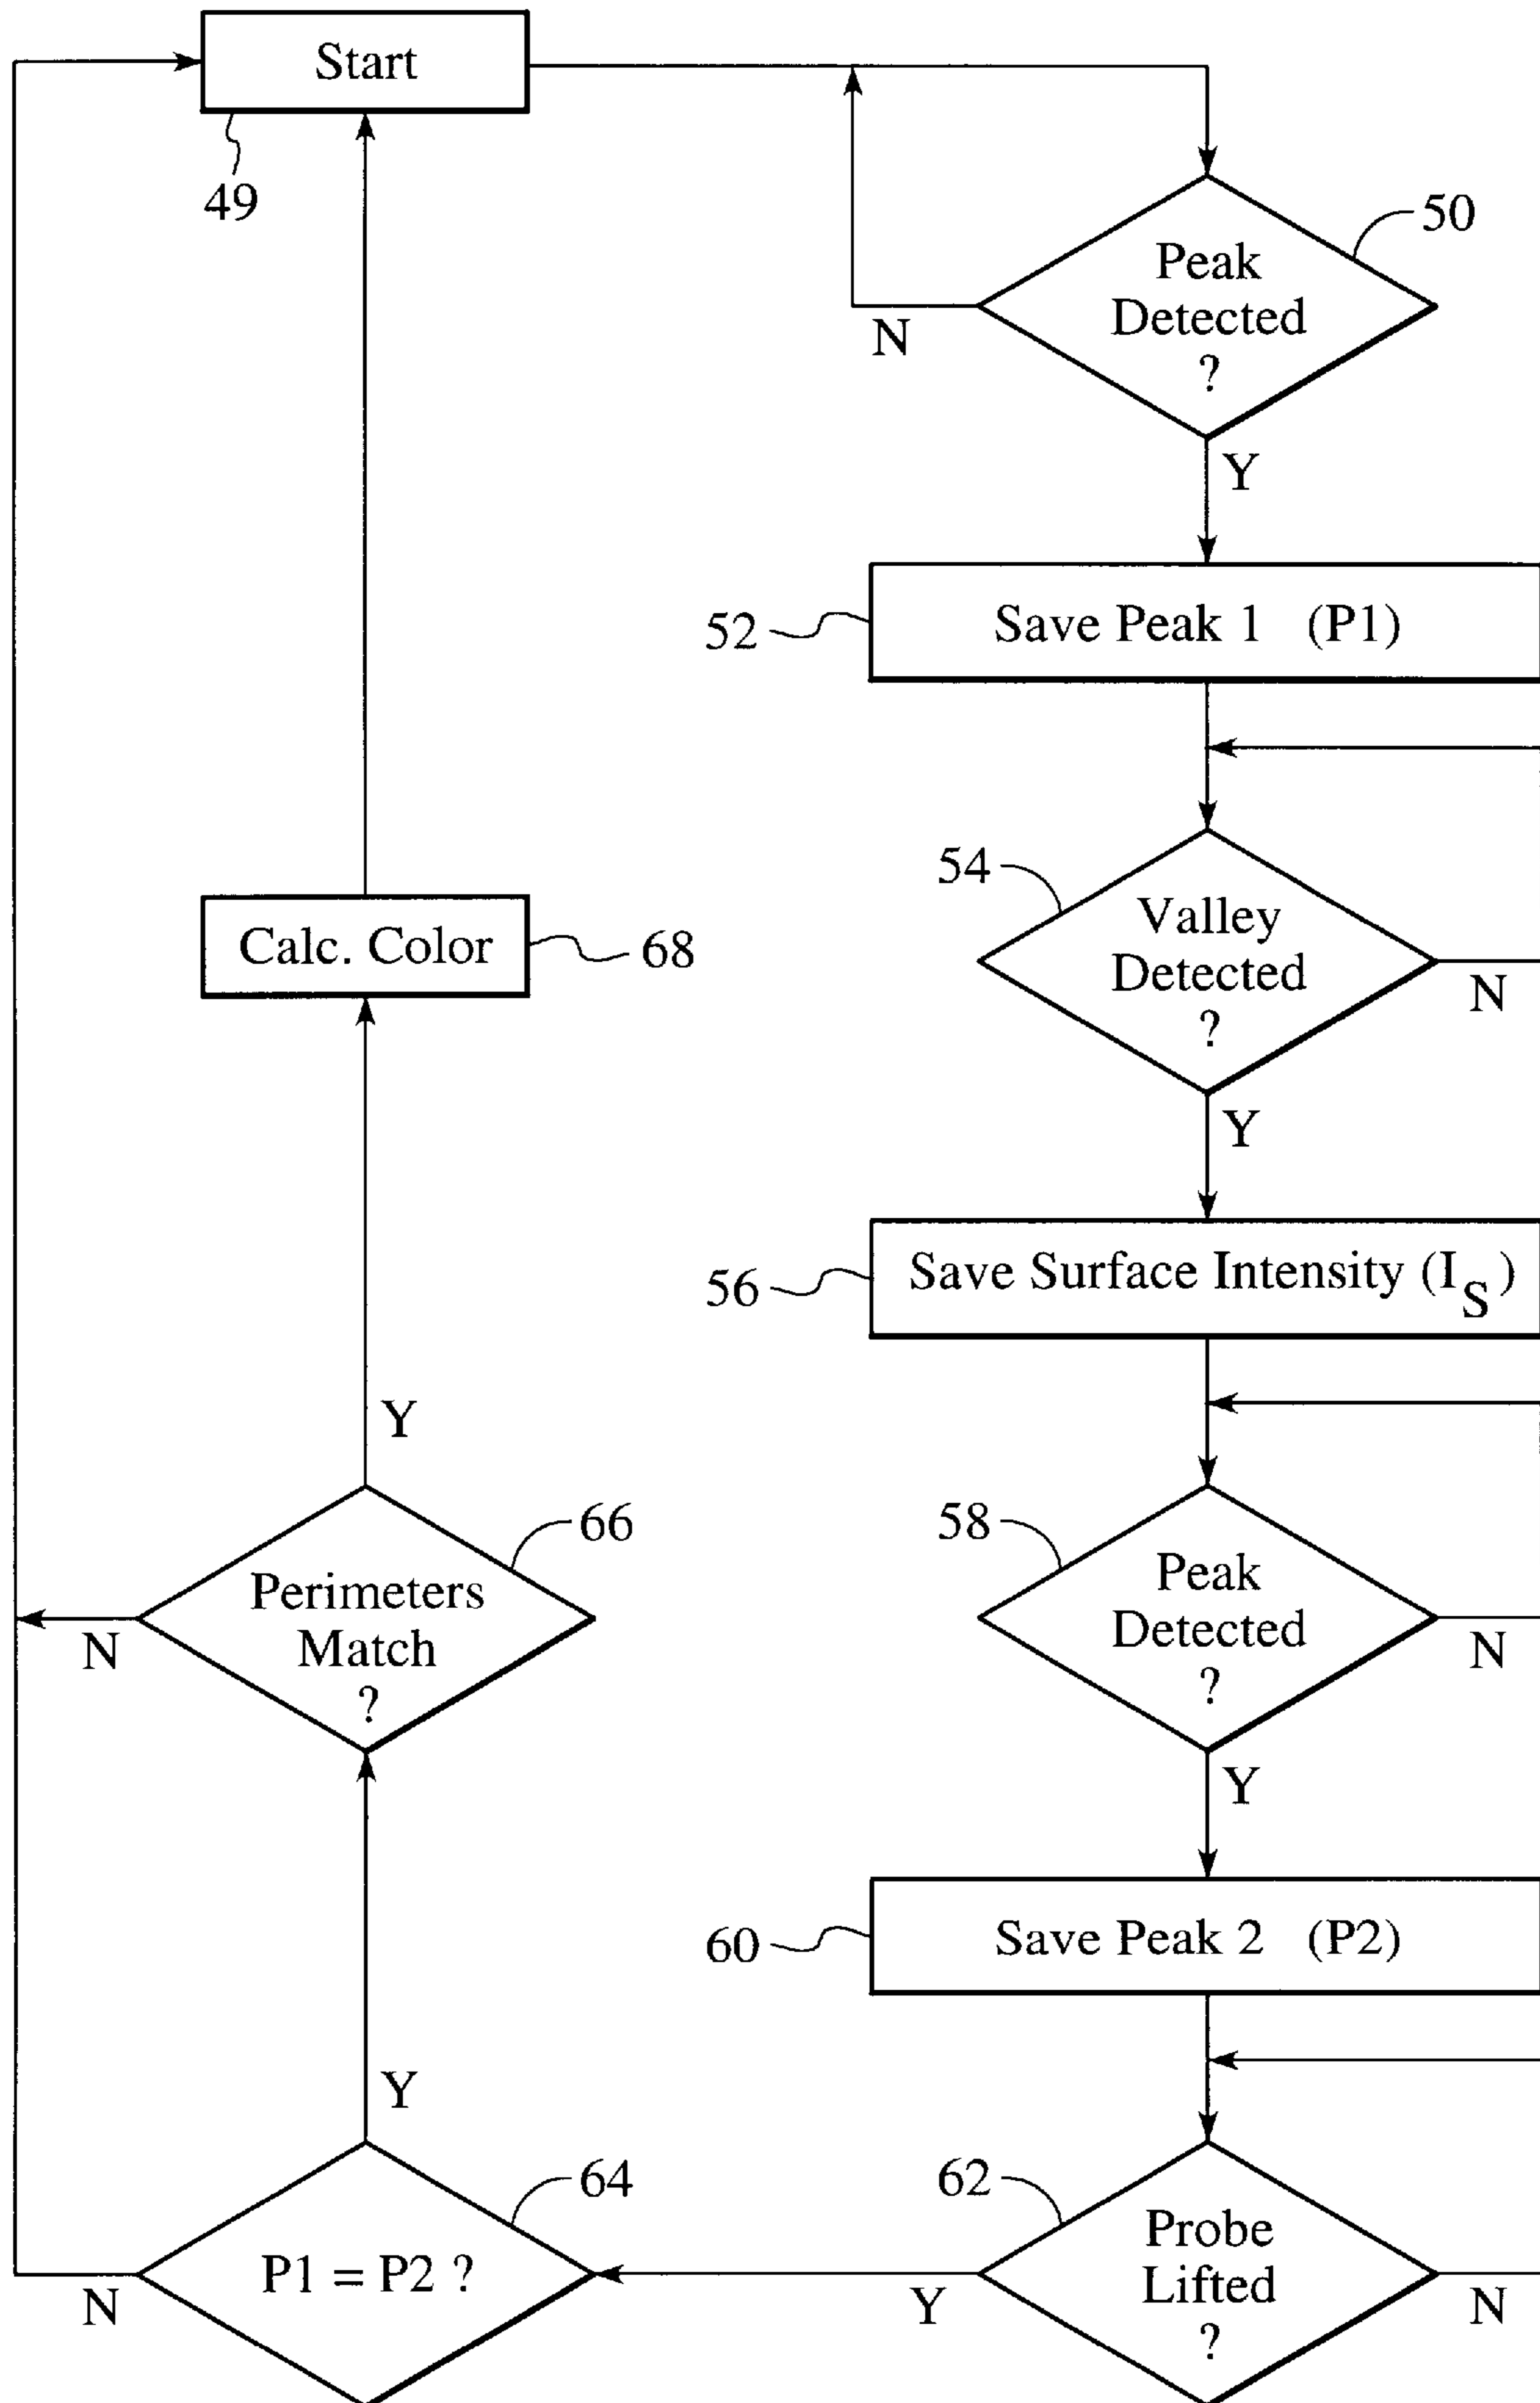 Start
49
Peak
Detected
?
50
N
Y
Save Peak 1 (P1)
52
Valley
Detected
?
54
N
Y
Save Surface Intensity (IS)
56
Peak
Detected
?
58
N
Y
Save Peak 2 (P2)
60
Probe
Lifted
?
62
N
Y
P1 = P2 ?
64
N
Y
Perimeters
Match
?
66
N
Y
Calc. Color
68